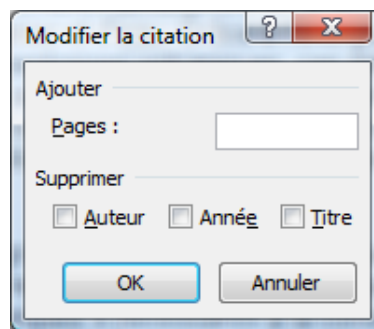 Modifier la citation
Ajouter
Pages :
Supprimer
Auteur Année Titre
OK Annuler